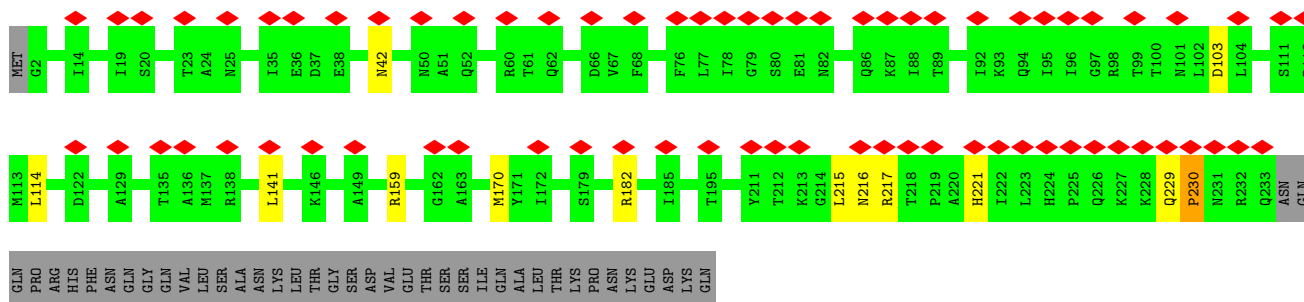 MET G2 I14 I19 S20 T23 A24 N25 I35 E36 D37 E38 N42 N50 A51 Q52 R60 T61 Q62 D66 V67 F68 F76 L77 I78 G79 S80 E81 N82 Q86 K87 I88 T89 I92 K93 Q94 I95 I96 G97 R98 T99 T100 N101 L102 D103 L104 S111
M113 L114 D122 A129 T135 A136 M137 R138 L141 K146 A149 R159 G162 A163 M170 Y171 I172 S179 R182 I185 T195 Y211 T212 K213 G214 L215 N216 R217 T218 P219 A220 H221 I222 L223 H224 P225 Q226 K227 K228 Q229 P230 N231 R232 Q233 ASN GLN
GLN PRO ARG HIS PHE ASN GLN GLY GLN VAL LEU SER ALA ASN LYS LEU THR GLY SER ASP VAL GLU THR SER SER ILE GLN ALA LEU THR LYS PRO ASN LYS GLU ASP LYS GLN